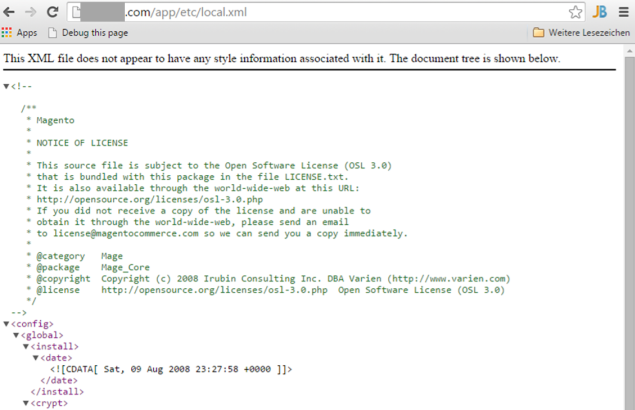 .com/app/etc/local.xml
JB
Apps
Debug this page
Weitere Lesezeichen
This XML file does not appear to have any style information associated with it. The document tree is shown below.
▼<!--
/**
* Magento
*
* NOTICE OF LICENSE
*
* This source file is subject to the Open Software License (OSL 3.0)
* that is bundled with this package in the file LICENSE.txt.
* It is also available through the world-wide-web at this URL:
* http://opensource.org/licenses/osl-3.0.php
* If you did not receive a copy of the license and are unable to
* obtain it through the world-wide-web, please send an email
* to license@magentocommerce.com so we can send you a copy immediately.
*
* @category Mage
* @package Mage_Core
* @copyright Copyright (c) 2008 Irubin Consulting Inc. DBA Varien (http://www.varien.com)
* @license http://opensource.org/licenses/osl-3.0.php Open Software License (OSL 3.0)
*/
-->
▼<config>
▼<global>
▼<install>
▼<date>
<![CDATA[ Sat, 09 Aug 2008 23:27:58 +0000 ]]>
</date>
</install>
▼<crypt>